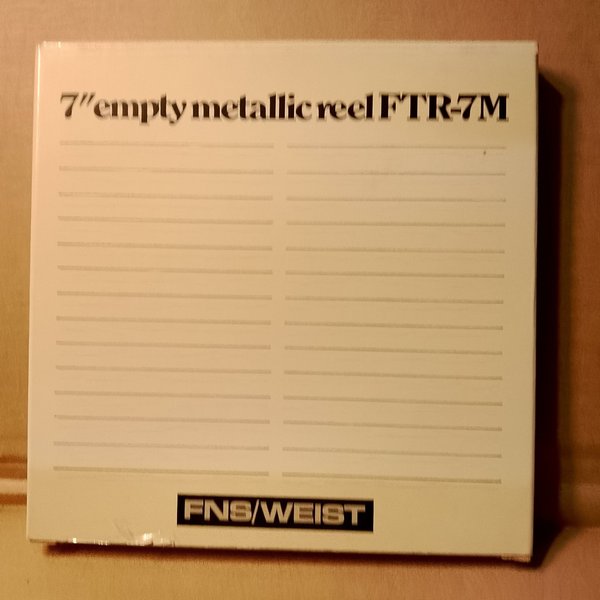 7"empty metallic reel FTR-7M
FNS/WEIST